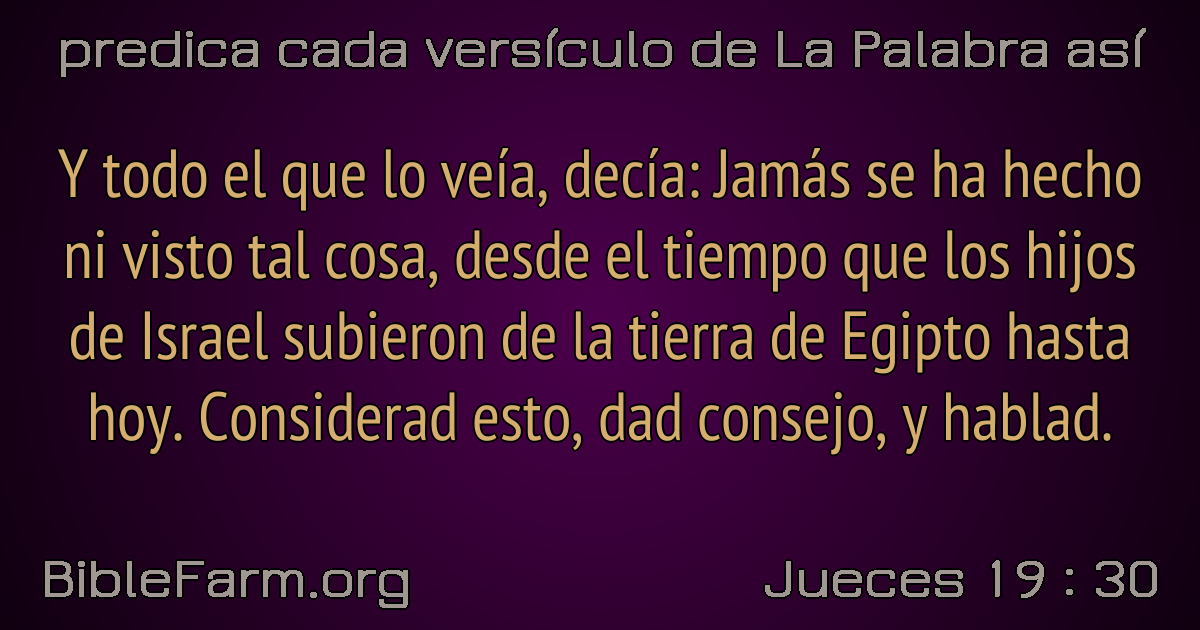 predica cada versículo de La Palabra así
Y todo el que lo veía, decía: Jamás se ha hecho
ni visto tal cosa, desde el tiempo que los hijos
de Israel subieron de la tierra de Egipto hasta
hoy. Considerad esto, dad consejo, y hablad.
BibleFarm.org
Jueces 19 : 30